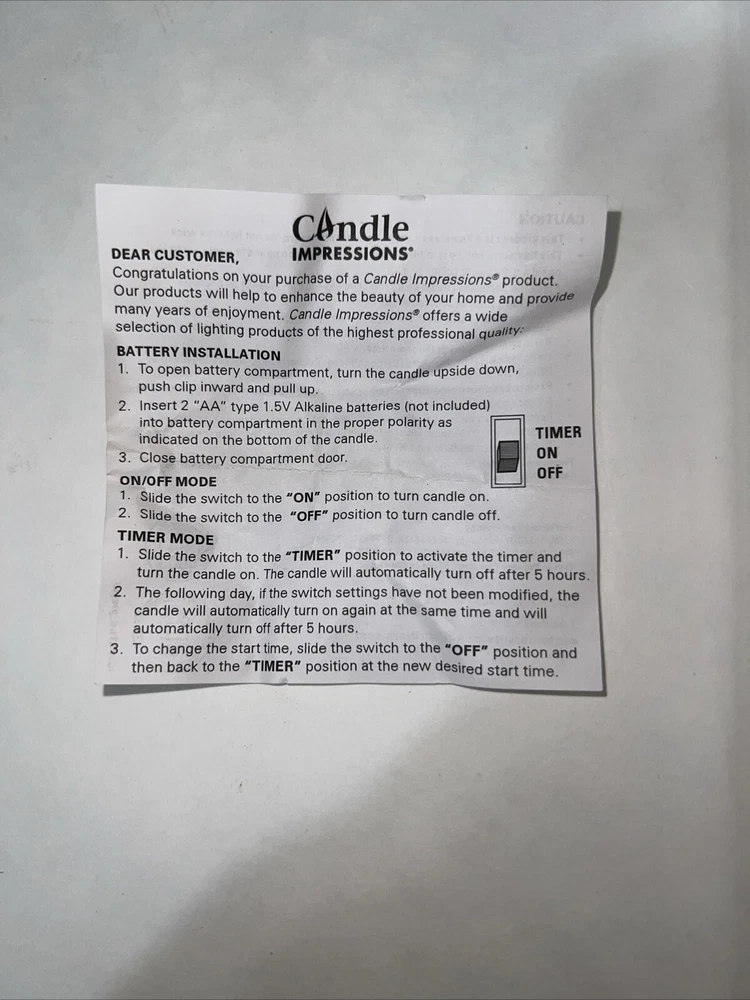 Candle
IMPRESSIONS®
DEAR CUSTOMER,
Congratulations on your purchase of a Candle Impressions® product.
Our products will help to enhance the beauty of your home and provide
many years of enjoyment. Candle Impressions® offers a wide
selection of lighting products of the highest professional quality.
BATTERY INSTALLATION
1. To open battery compartment, turn the candle upside down,
push clip inward and pull up.
2. Insert 2 "AA" type 1.5V Alkaline batteries (not included)
into battery compartment in the proper polarity as
indicated on the bottom of the candle.
3. Close battery compartment door.
TIMER
ON
OFF
ON/OFF MODE
1. Slide the switch to the "ON" position to turn candle on.
2. Slide the switch to the "OFF" position to turn candle off.
TIMER MODE
1. Slide the switch to the "TIMER" position to activate the timer and
turn the candle on. The candle will automatically turn off after 5 hours.
2. The following day, if the switch settings have not been modified, the
candle will automatically turn on again at the same time and will
automatically turn off after 5 hours.
3. To change the start time, slide the switch to the "OFF" position and
then back to the "TIMER" position at the new desired start time.